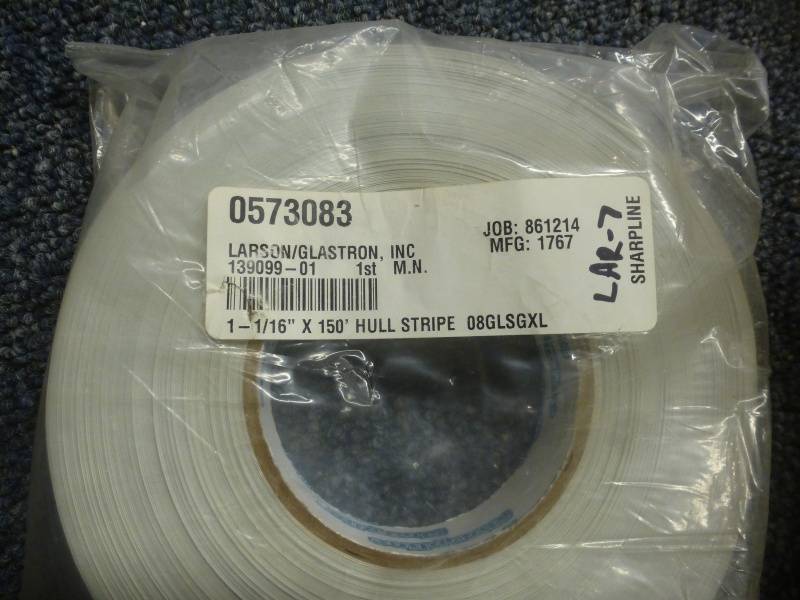 0573083
JOB: 861214
MFG: 1767
LARSON/GLASTRON, INC
139099-01 1st M.N.
1-1/16" X 150' HULL STRIPE 08GLSGXL
LAR-7
SHARPLINE